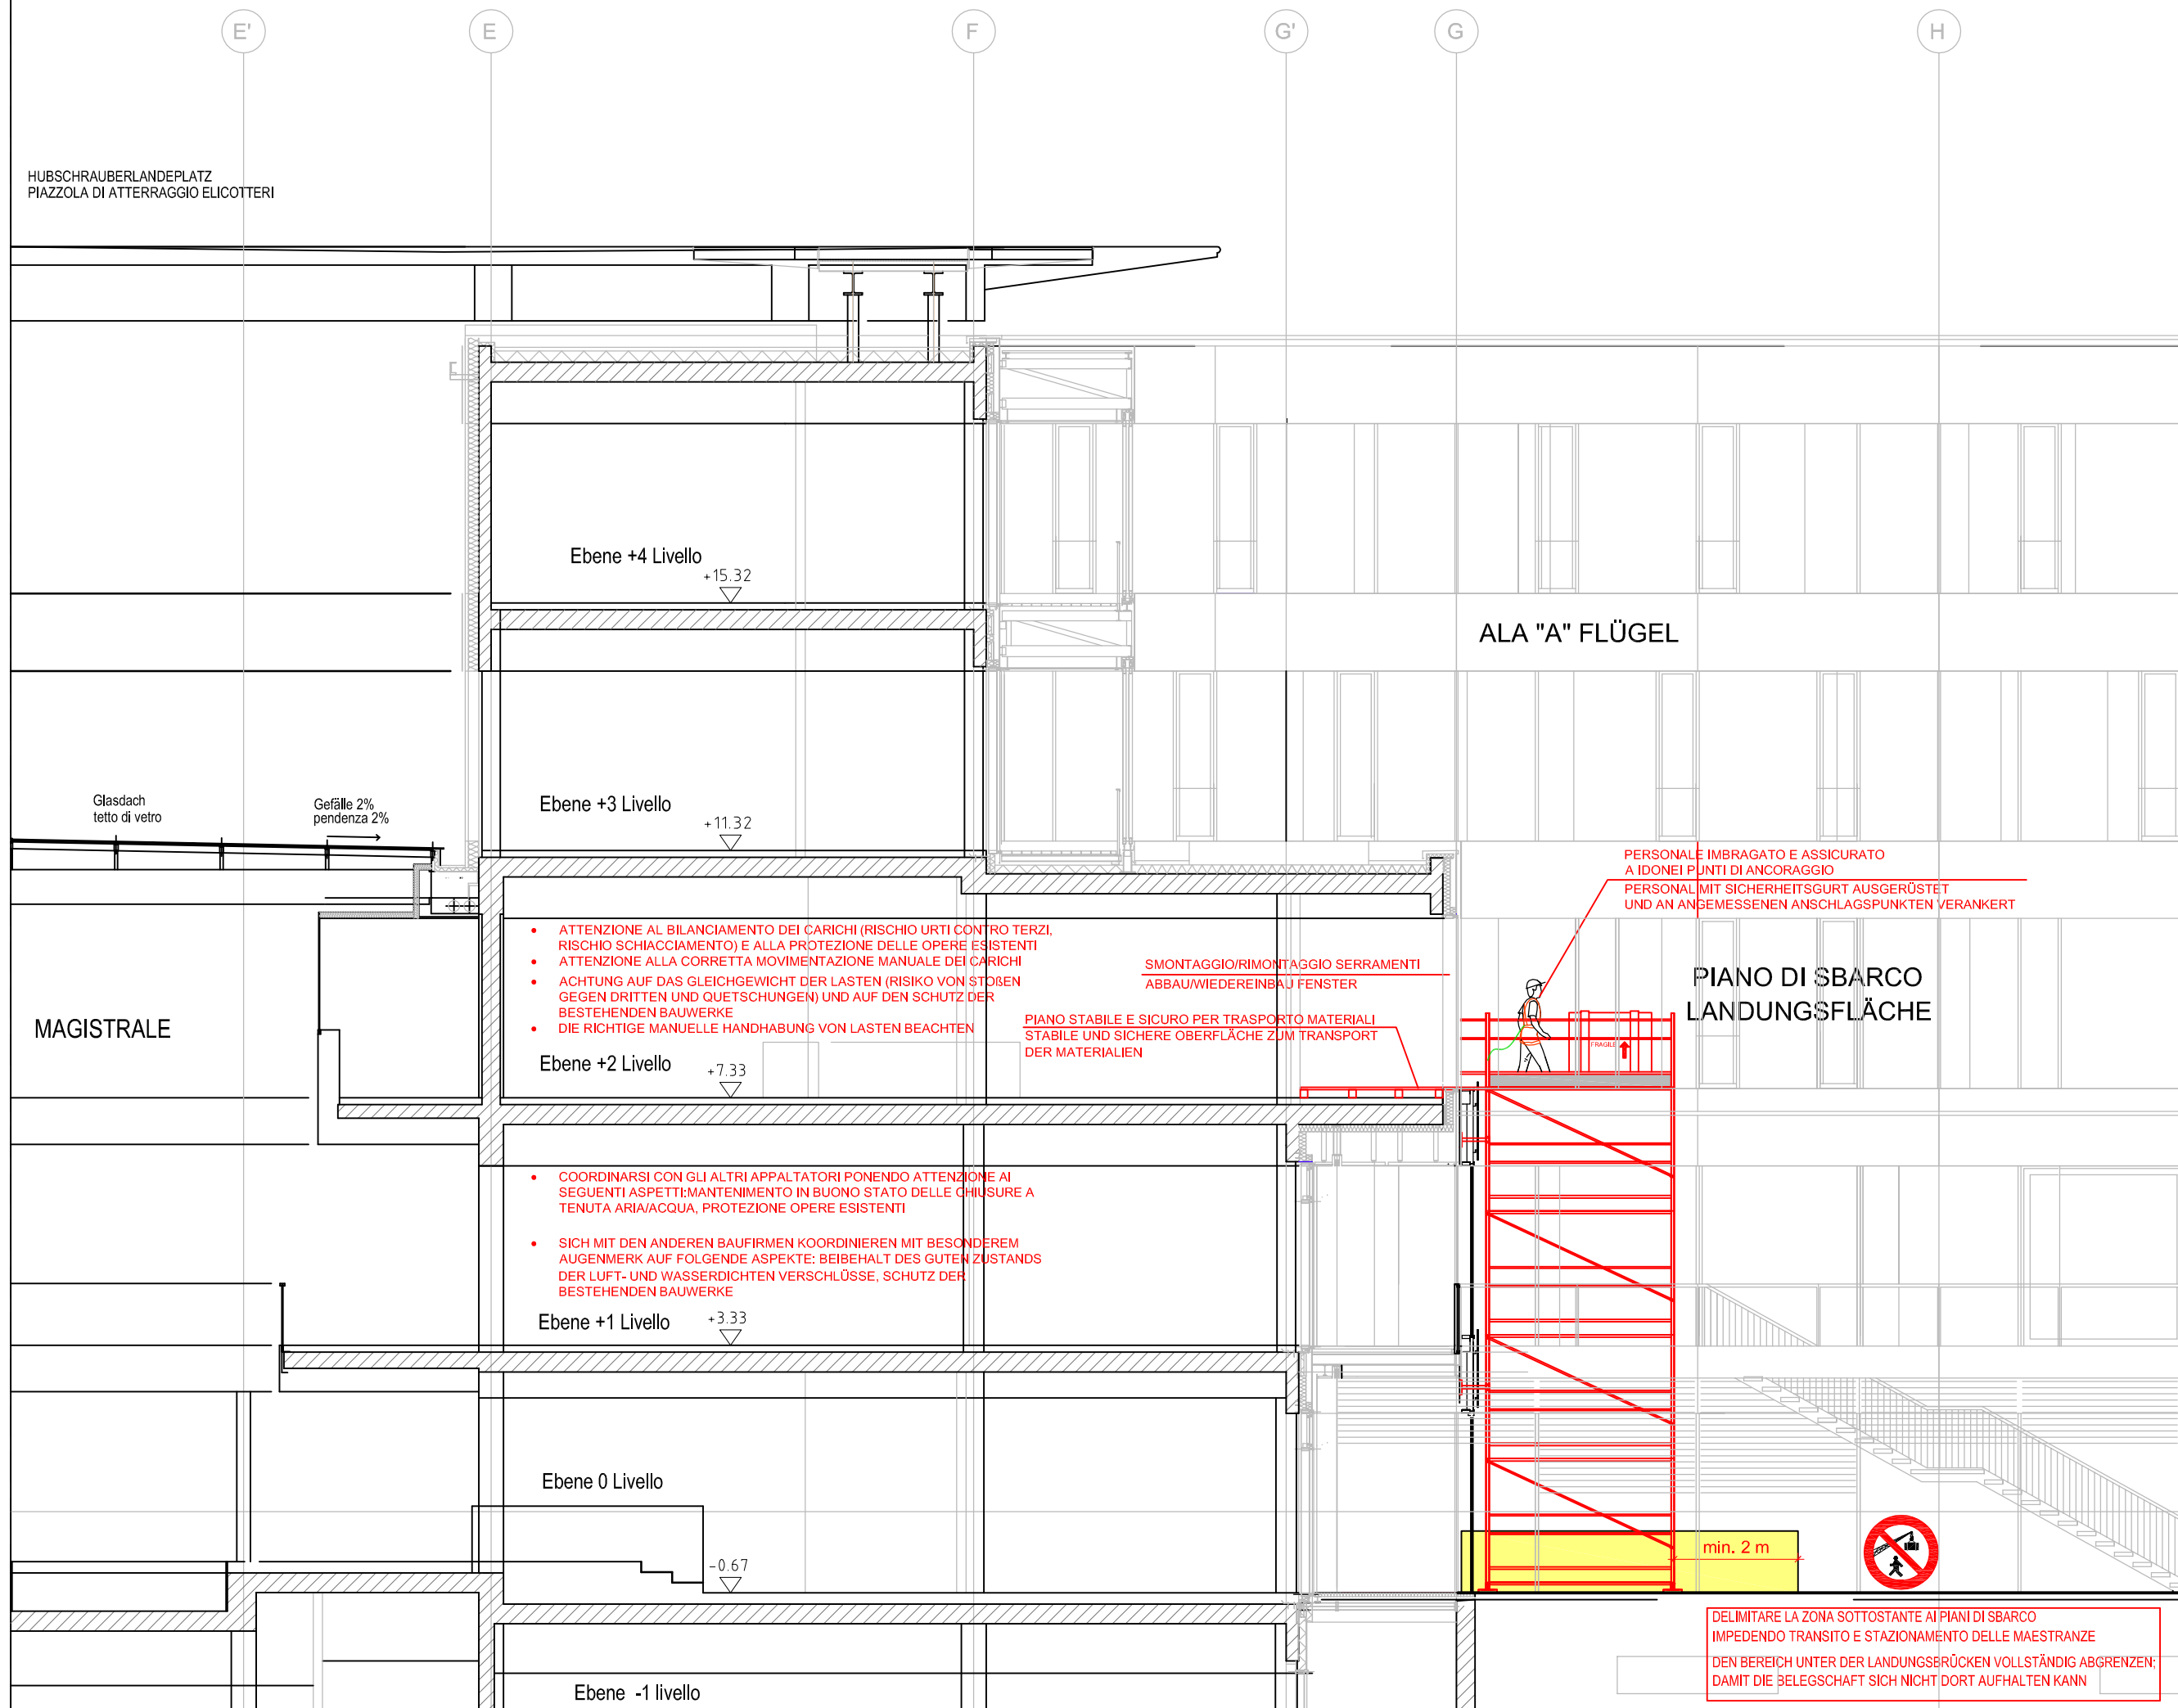 E'
E
F
G'
G
H
HUBSCHRAUBERLANDEPLATZ
PIAZZOLA DI ATTERRAGGIO ELICOTTERI
Ebene +4 Livello
+15.32
ALA "A" FLÜGEL
Glasdach
tetto di vetro
Gefälle 2%
pendenza 2%
Ebene +3 Livello
+11.32
PERSONALE IMBRAGATO E ASSICURATO
A IDONEI PUNTI DI ANCORAGGIO
PERSONAL MIT SICHERHEITSGURT AUSGERÜSTET
UND AN ANGEMESSENEN ANSCHLAGSPUNKTEN VERANKERT
• ATTENZIONE AL BILANCIAMENTO DEI CARICHI (RISCHIO URTI CONTRO TERZI,
RISCHIO SCHIACCIAMENTO) E ALLA PROTEZIONE DELLE OPERE ESISTENTI
• ATTENZIONE ALLA CORRETTA MOVIMENTAZIONE MANUALE DEI CARICHI
• ACHTUNG AUF DAS GLEICHGEWICHT DER LASTEN (RISIKO VON STOßEN
GEGEN DRITTEN UND QUETSCHUNGEN) UND AUF DEN SCHUTZ DER
BESTEHENDEN BAUWERKE
• DIE RICHTIGE MANUELLE HANDHABUNG VON LASTEN BEACHTEN
SMONTAGGIO/RIMONTAGGIO SERRAMENTI
ABBAU/WIEDEREINBAU FENSTER
PIANO STABILE E SICURO PER TRASPORTO MATERIALI
STABILE UND SICHERE OBERFLÄCHE ZUM TRANSPORT
DER MATERIALIEN
PIANO DI SBARCO
LANDUNGSFLÄCHE
FRAGILE
MAGISTRALE
Ebene +2 Livello
+7.33
• COORDINARSI CON GLI ALTRI APPALTATORI PONENDO ATTENZIONE AI
SEGUENTI ASPETTI:MANTENIMENTO IN BUONO STATO DELLE CHIUSURE A
TENUTA ARIA/ACQUA, PROTEZIONE OPERE ESISTENTI
• SICH MIT DEN ANDEREN BAUFIRMEN KOORDINIEREN MIT BESONDEREM
AUGENMERK AUF FOLGENDE ASPEKTE: BEIBEHALT DES GUTEN ZUSTANDS
DER LUFT- UND WASSERDICHTEN VERSCHLÜSSE, SCHUTZ DER
BESTEHENDEN BAUWERKE
Ebene +1 Livello
+3.33
Ebene 0 Livello
-0.67
min. 2 m
DELIMITARE LA ZONA SOTTOSTANTE AI PIANI DI SBARCO
IMPEDENDO TRANSITO E STAZIONAMENTO DELLE MAESTRANZE
DEN BEREICH UNTER DER LANDUNGSBRÜCKEN VOLLSTÄNDIG ABGRENZEN;
DAMIT DIE BELEGSCHAFT SICH NICHT DORT AUFHALTEN KANN
Ebene -1 livello